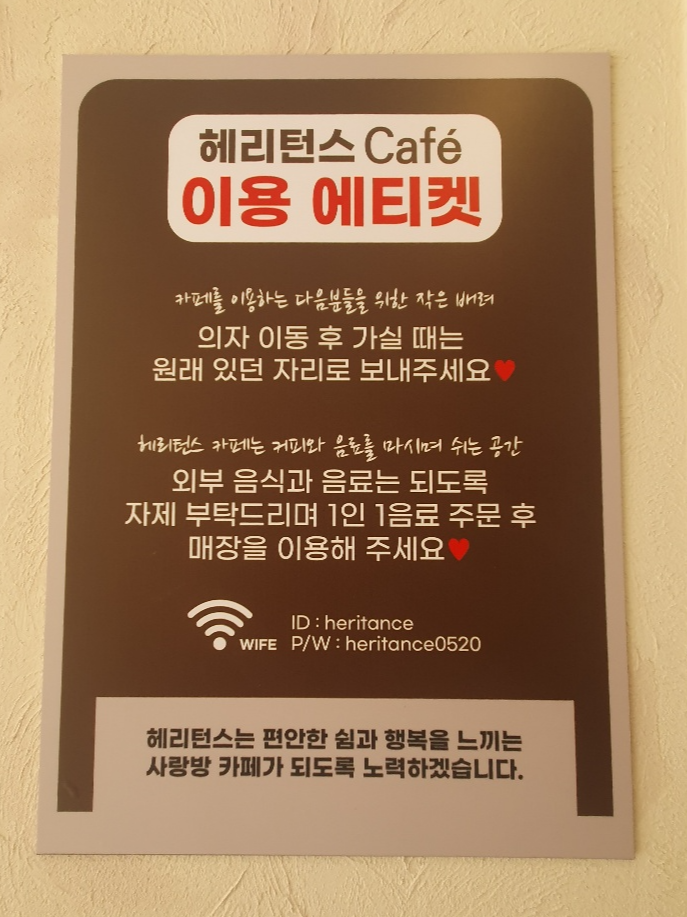 헤리턴스 Café
이용 에티켓
카페를 이용하는 다음분들을 위한 작은 배려
의자 이동 후 가실 때는
원래 있던 자리로 보내주세요♥
헤리턴스 카페는 커피와 음료를 마시며 쉬는 공간
외부 음식과 음료는 되도록
자제 부탁드리며 1인 1음료 주문 후
매장을 이용해 주세요♥
WIFE
ID : heritance
P/W : heritance0520
헤리턴스는 편안한 쉼과 행복을 느끼는
사랑방 카페가 되도록 노력하겠습니다.